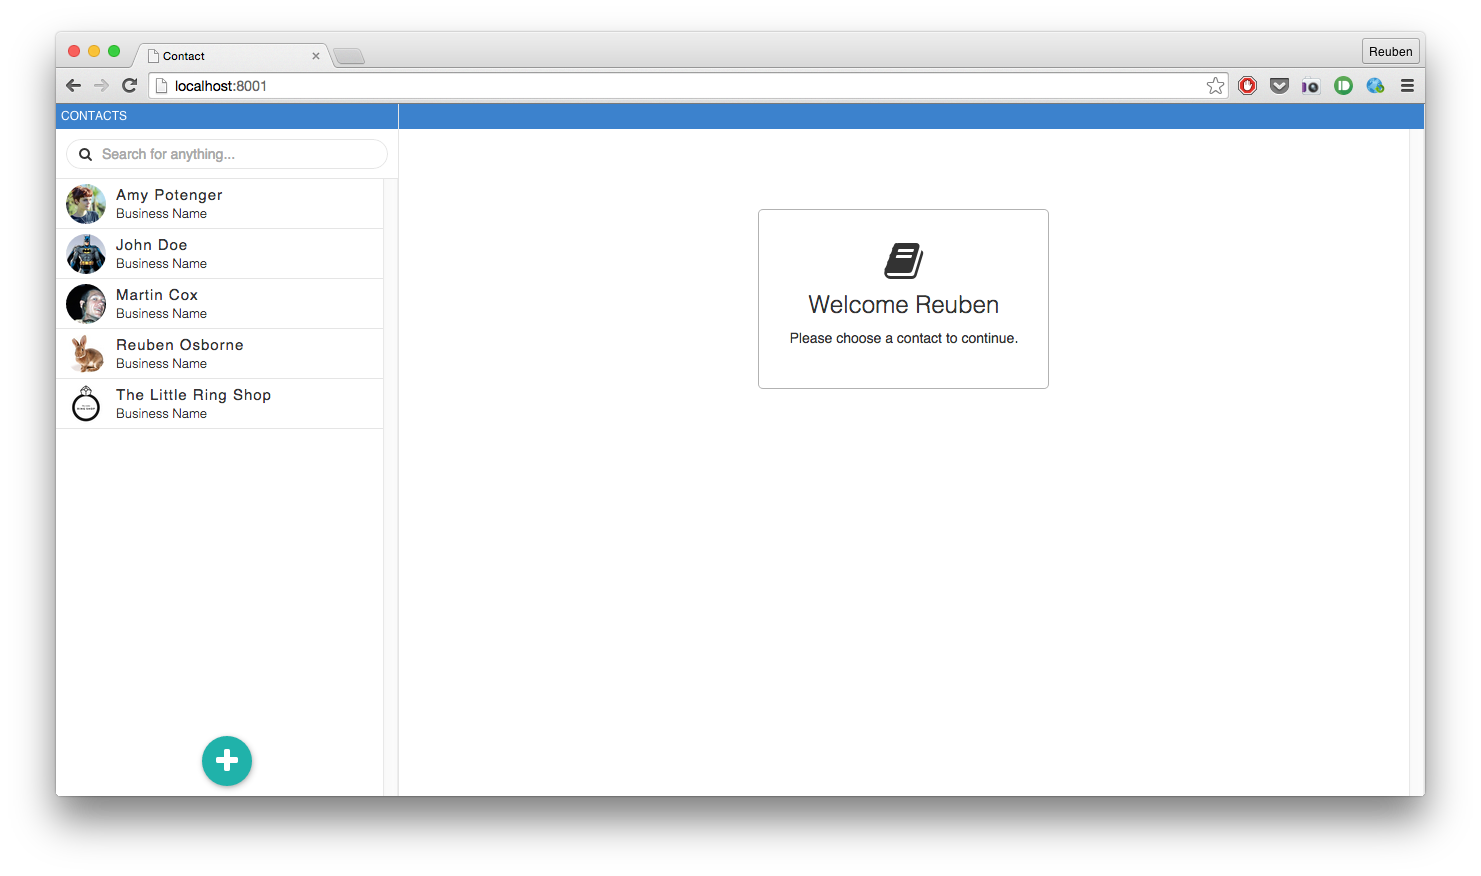 Contact
Reuben
localhost:8001
CONTACTS
Search for anything...
Amy Potenger
Business Name
John Doe
Business Name
Martin Cox
Business Name
Reuben Osborne
Business Name
The Little Ring Shop
Business Name
Welcome Reuben
Please choose a contact to continue.